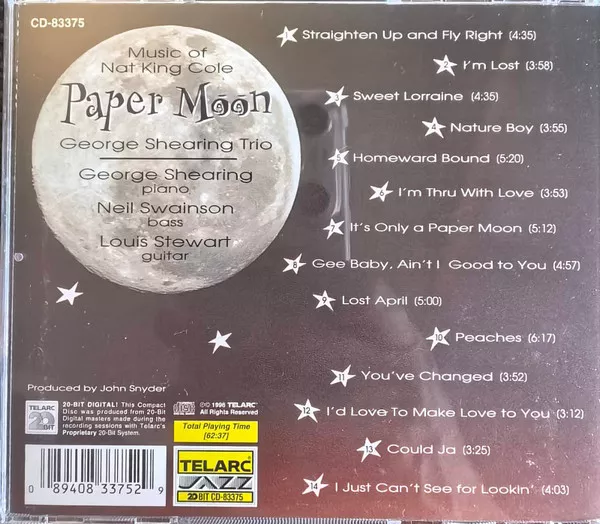 CD-83375
Music of
Nat King Cole
Paper Moon
George Shearing Trio
George Shearing
piano
Neil Swainson
bass
Louis Stewart
guitar
1 Straighten Up and Fly Right (4:35)
2 I'm Lost (3:58)
3 Sweet Lorraine (4:35)
4 Nature Boy (3:55)
5 Homeward Bound (5:20)
6 I'm Thru With Love (3:53)
7 It's Only a Paper Moon (5:12)
8 Gee Baby, Ain't I Good to You (4:57)
9 Lost April (5:00)
10 Peaches (6:17)
11 You've Changed (3:52)
12 I'd Love To Make Love to You (3:12)
13 Could Ja (3:25)
14 I Just Can't See for Lookin' (4:03)
Produced by John Snyder
TELARC
20
BIT
20-BIT DIGITAL! This Compact
Disc was produced from 20-Bit
Digital masters made during the
recording sessions with Telarc's
Proprietary 20-Bit System.
©℗ 1996 TELARC®
All Rights Reserved
Total Playing Time
[62:37]
TELARC
JAZZ
20 BIT CD-83375
0 89408 33752 9